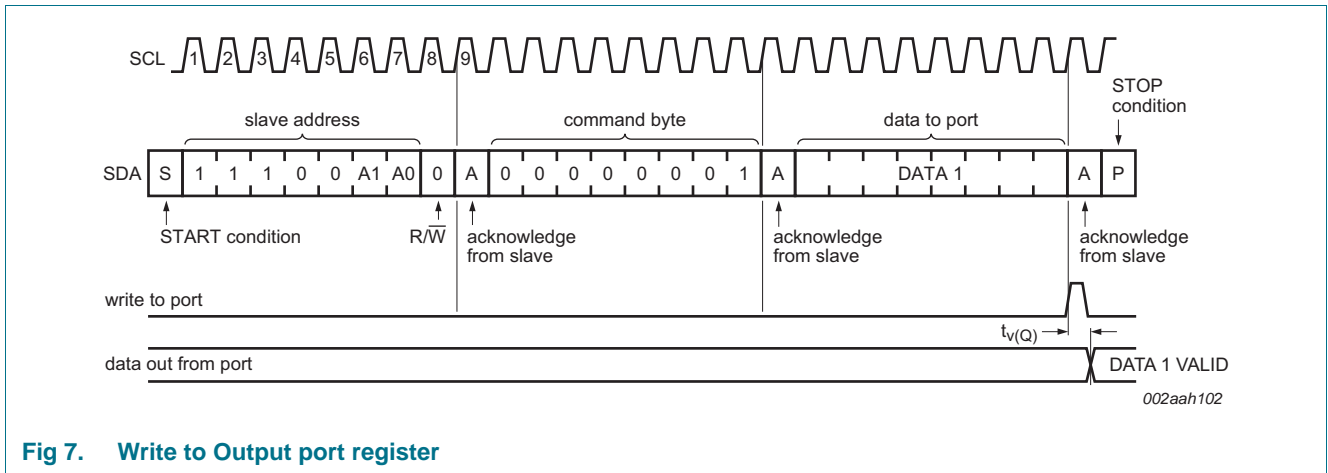 SCL 1 2 3 4 5 6 7 8 9
STOP
condition
slave address command byte data to port
SDA S 1 1 1 0 0 A1 A0 0 A 0 0 0 0 0 0 0 1 A DATA 1 A P
START condition R/W̅ acknowledge
from slave acknowledge
from slave acknowledge
from slave
write to port
tv(Q)
data out from port DATA 1 VALID
002aah102
Fig 7. Write to Output port register